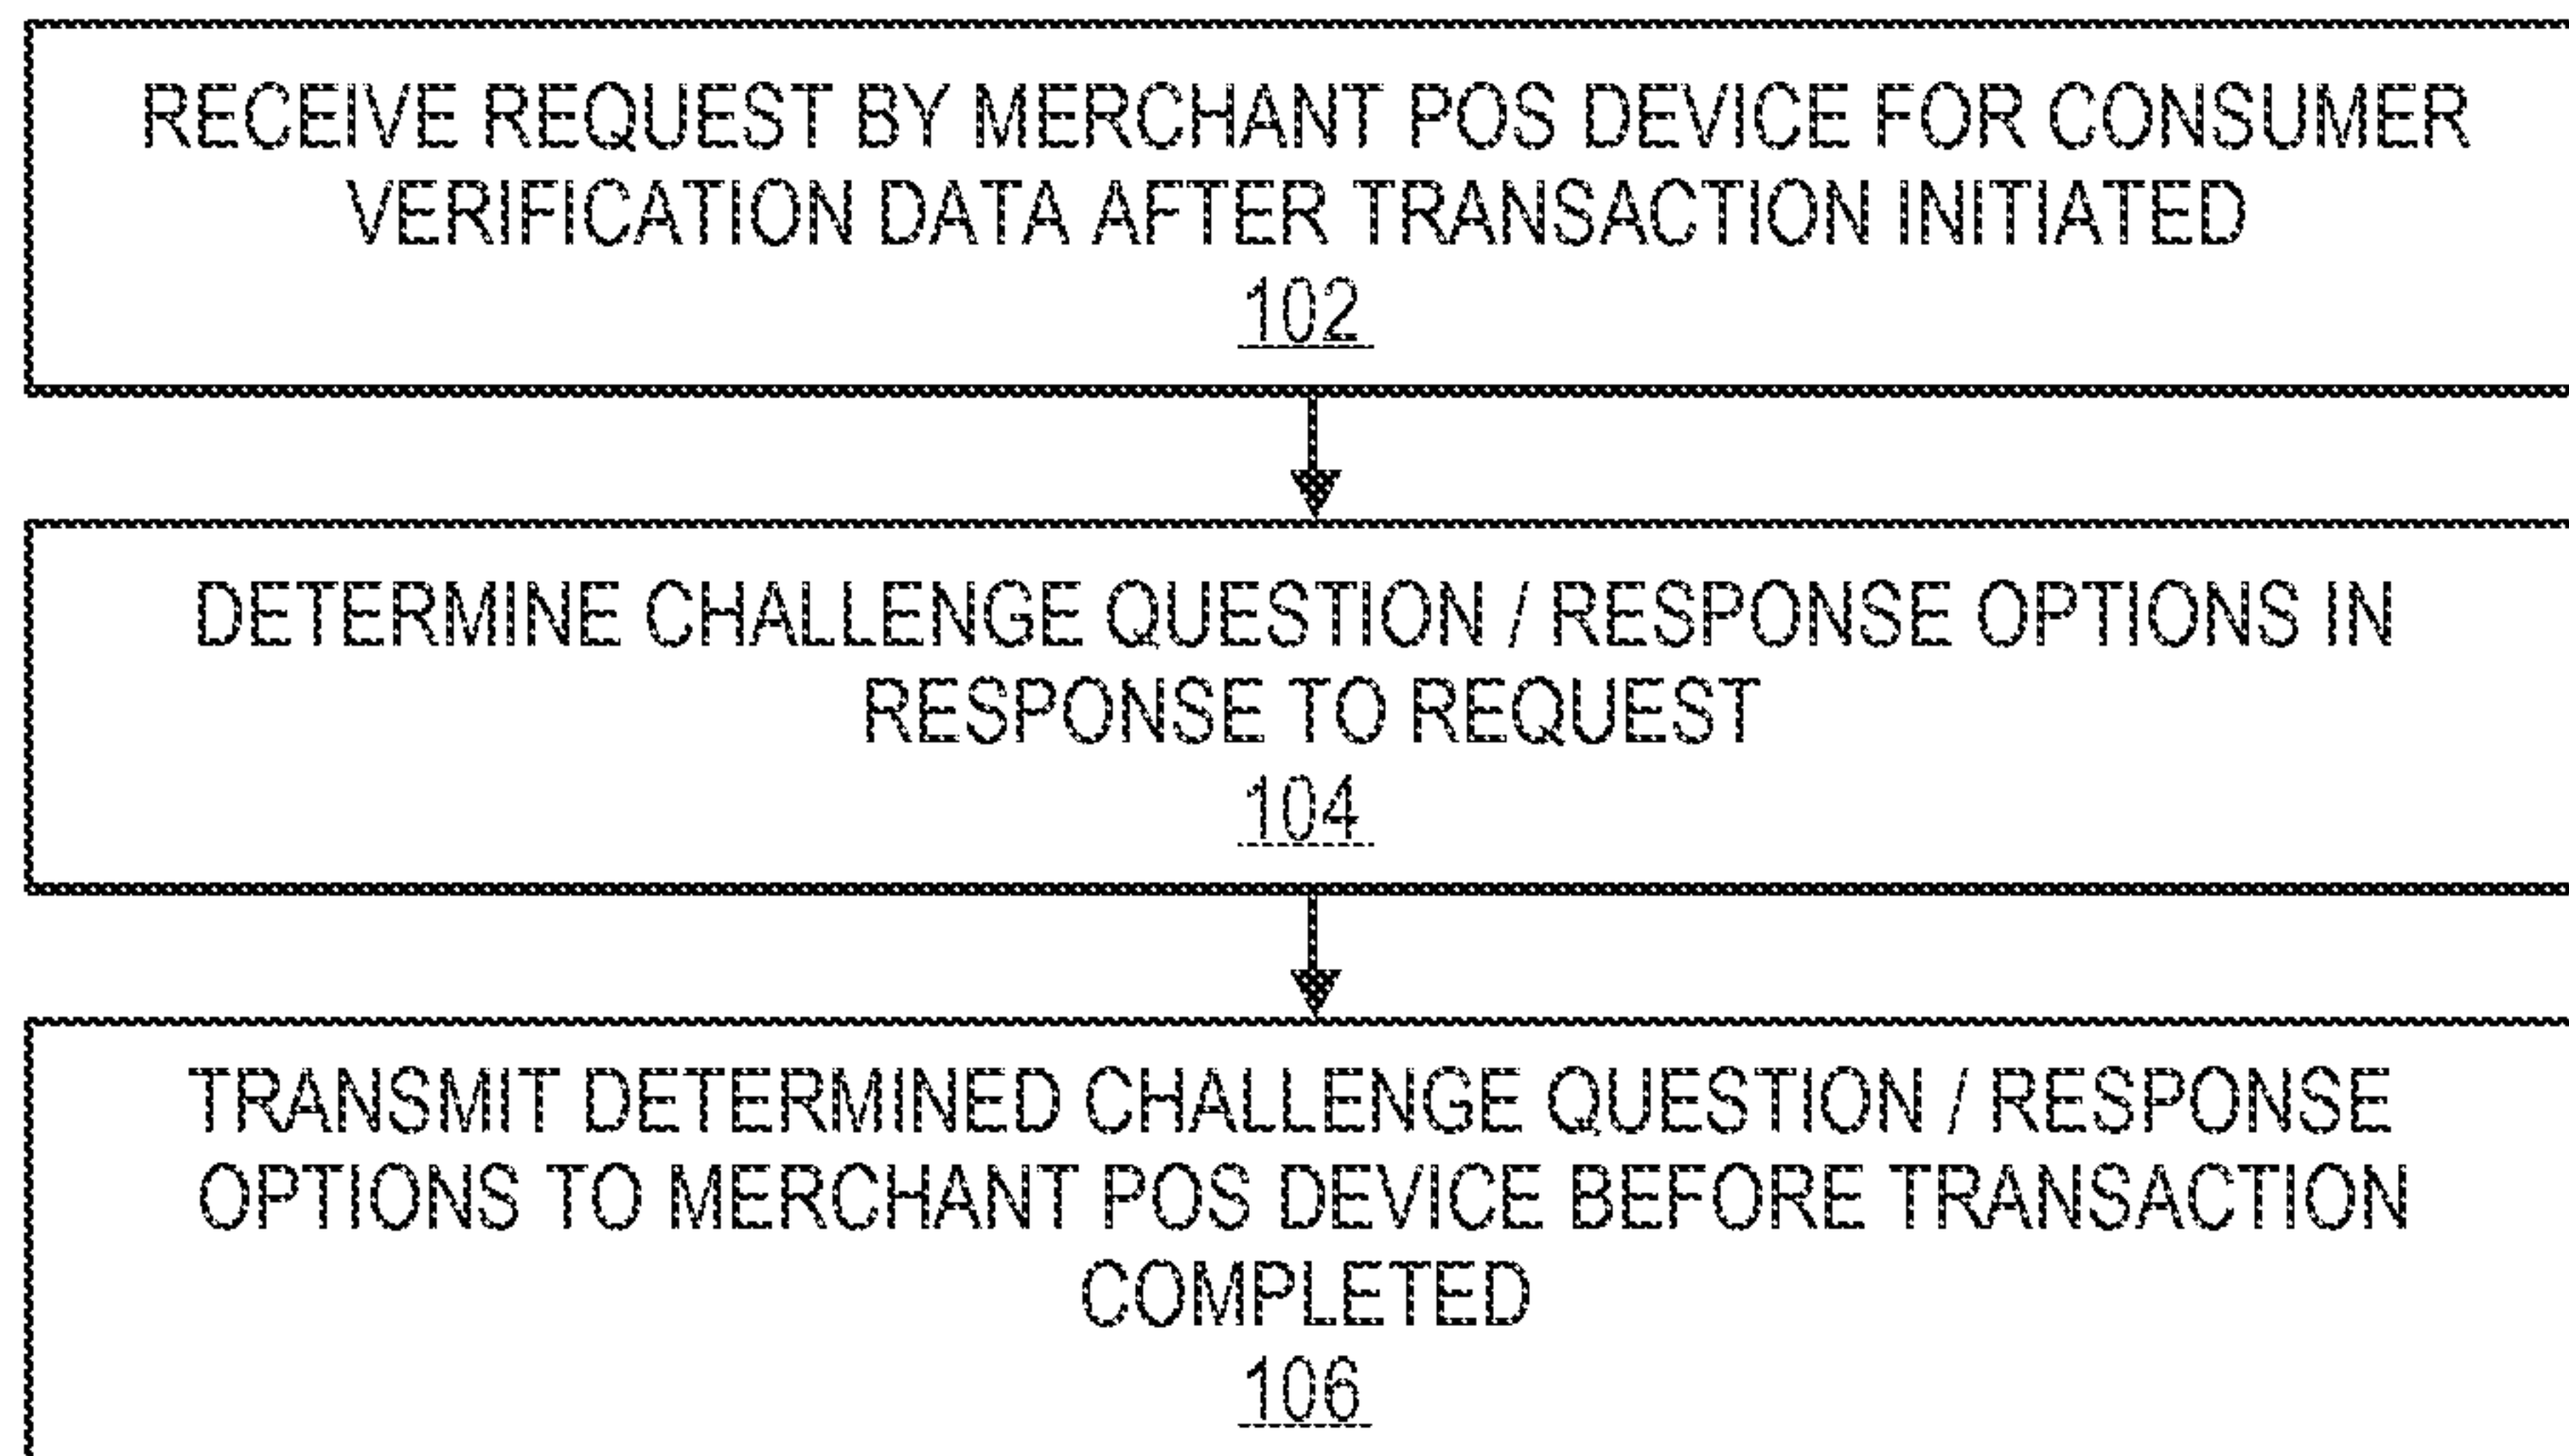 RECEIVE REQUEST BY MERCHANT POS DEVICE FOR CONSUMER
VERIFICATION DATA AFTER TRANSACTION INITIATED
102
DETERMINE CHALLENGE QUESTION / RESPONSE OPTIONS IN
RESPONSE TO REQUEST
104
TRANSMIT DETERMINED CHALLENGE QUESTION / RESPONSE
OPTIONS TO MERCHANT POS DEVICE BEFORE TRANSACTION
COMPLETED
106